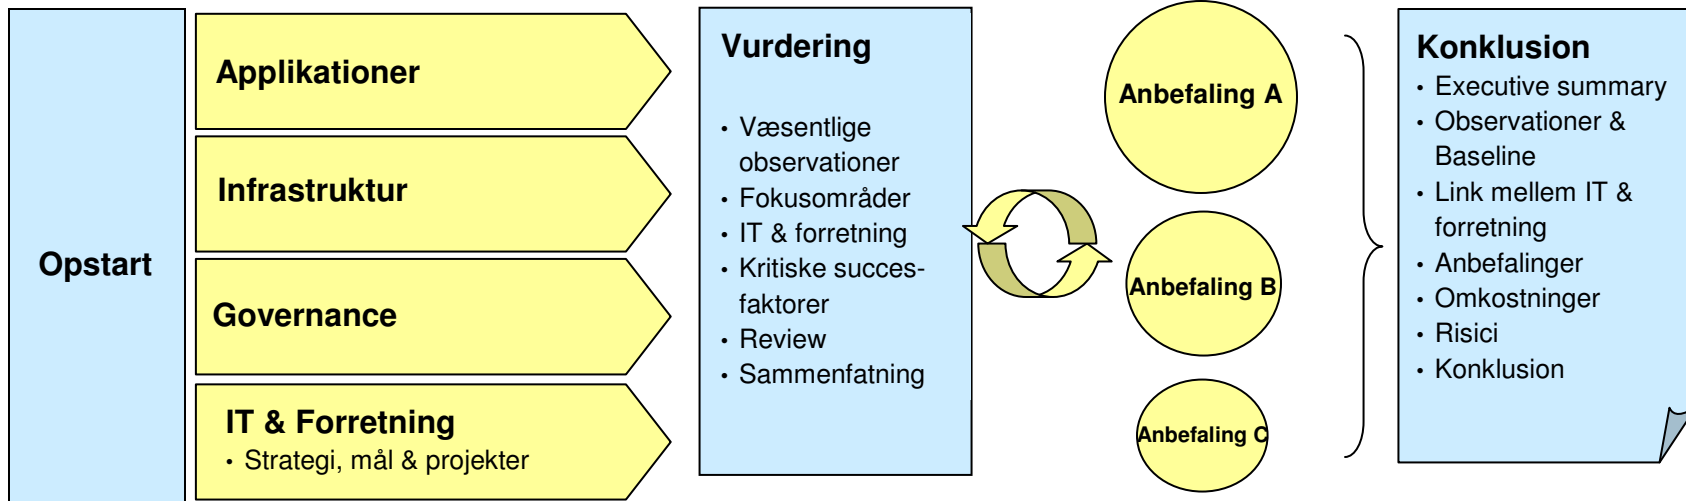 Opstart
Applikationer
Infrastruktur
Governance
IT & Forretning
• Strategi, mål & projekter
Vurdering
• Væsentlige
observationer
• Fokusområder
• IT & forretning
• Kritiske succes-
faktorer
• Review
• Sammenfatning
Anbefaling A
Anbefaling B
Anbefaling C
Konklusion
• Executive summary
• Observationer &
Baseline
• Link mellem IT &
forretning
• Anbefalinger
• Omkostninger
• Risici
• Konklusion